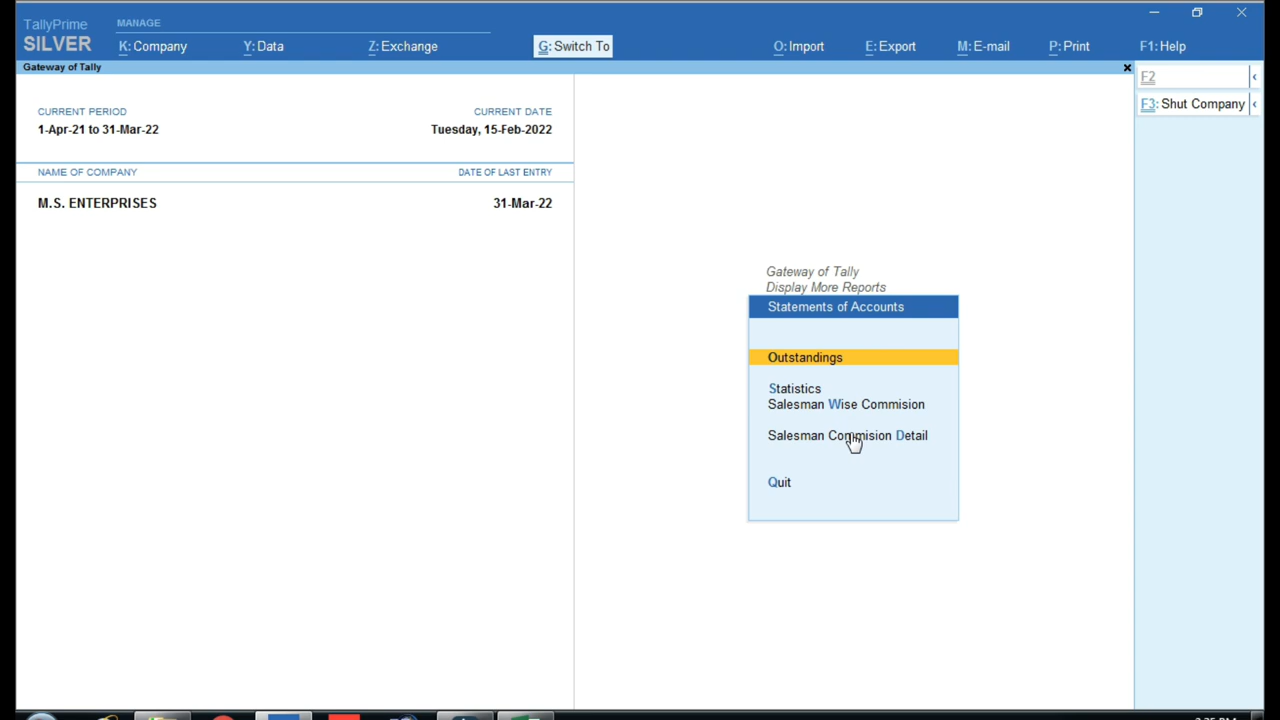 TallyPrime
MANAGE
SILVER
K: Company
Y: Data
Z: Exchange
G: Switch To
O: Import
E: Export
M: E-mail
P: Print
F1: Help
Gateway of Tally
F2
F3: Shut Company
CURRENT PERIOD
CURRENT DATE
1-Apr-21 to 31-Mar-22
Tuesday, 15-Feb-2022
NAME OF COMPANY
DATE OF LAST ENTRY
M.S. ENTERPRISES
31-Mar-22
Gateway of Tally
Display More Reports
Statements of Accounts
Outstandings
Statistics
Salesman Wise Commision
Salesman Commision Detail
Quit